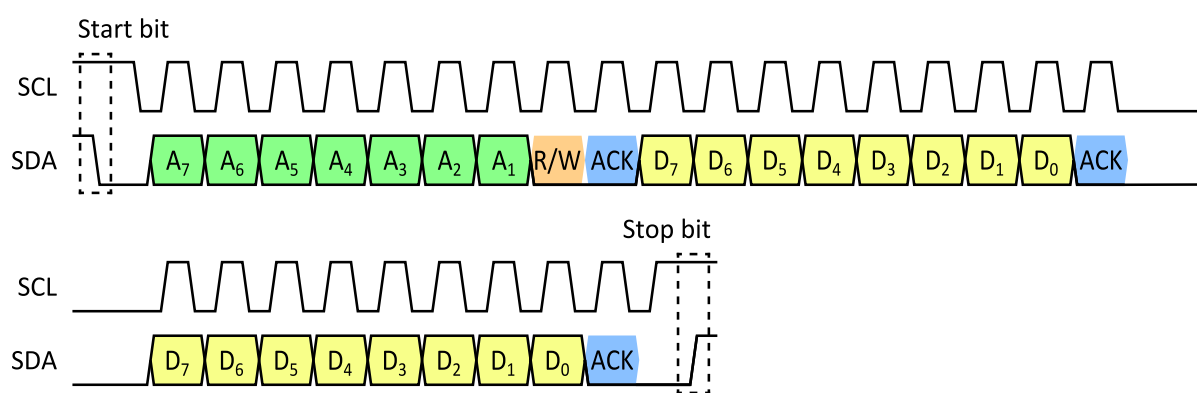 Start bit
SCL
SDA A₇ A₆ A₅ A₄ A₃ A₂ A₁ R/W ACK D₇ D₆ D₅ D₄ D₃ D₂ D₁ D₀ ACK
Stop bit
SCL
SDA D₇ D₆ D₅ D₄ D₃ D₂ D₁ D₀ ACK